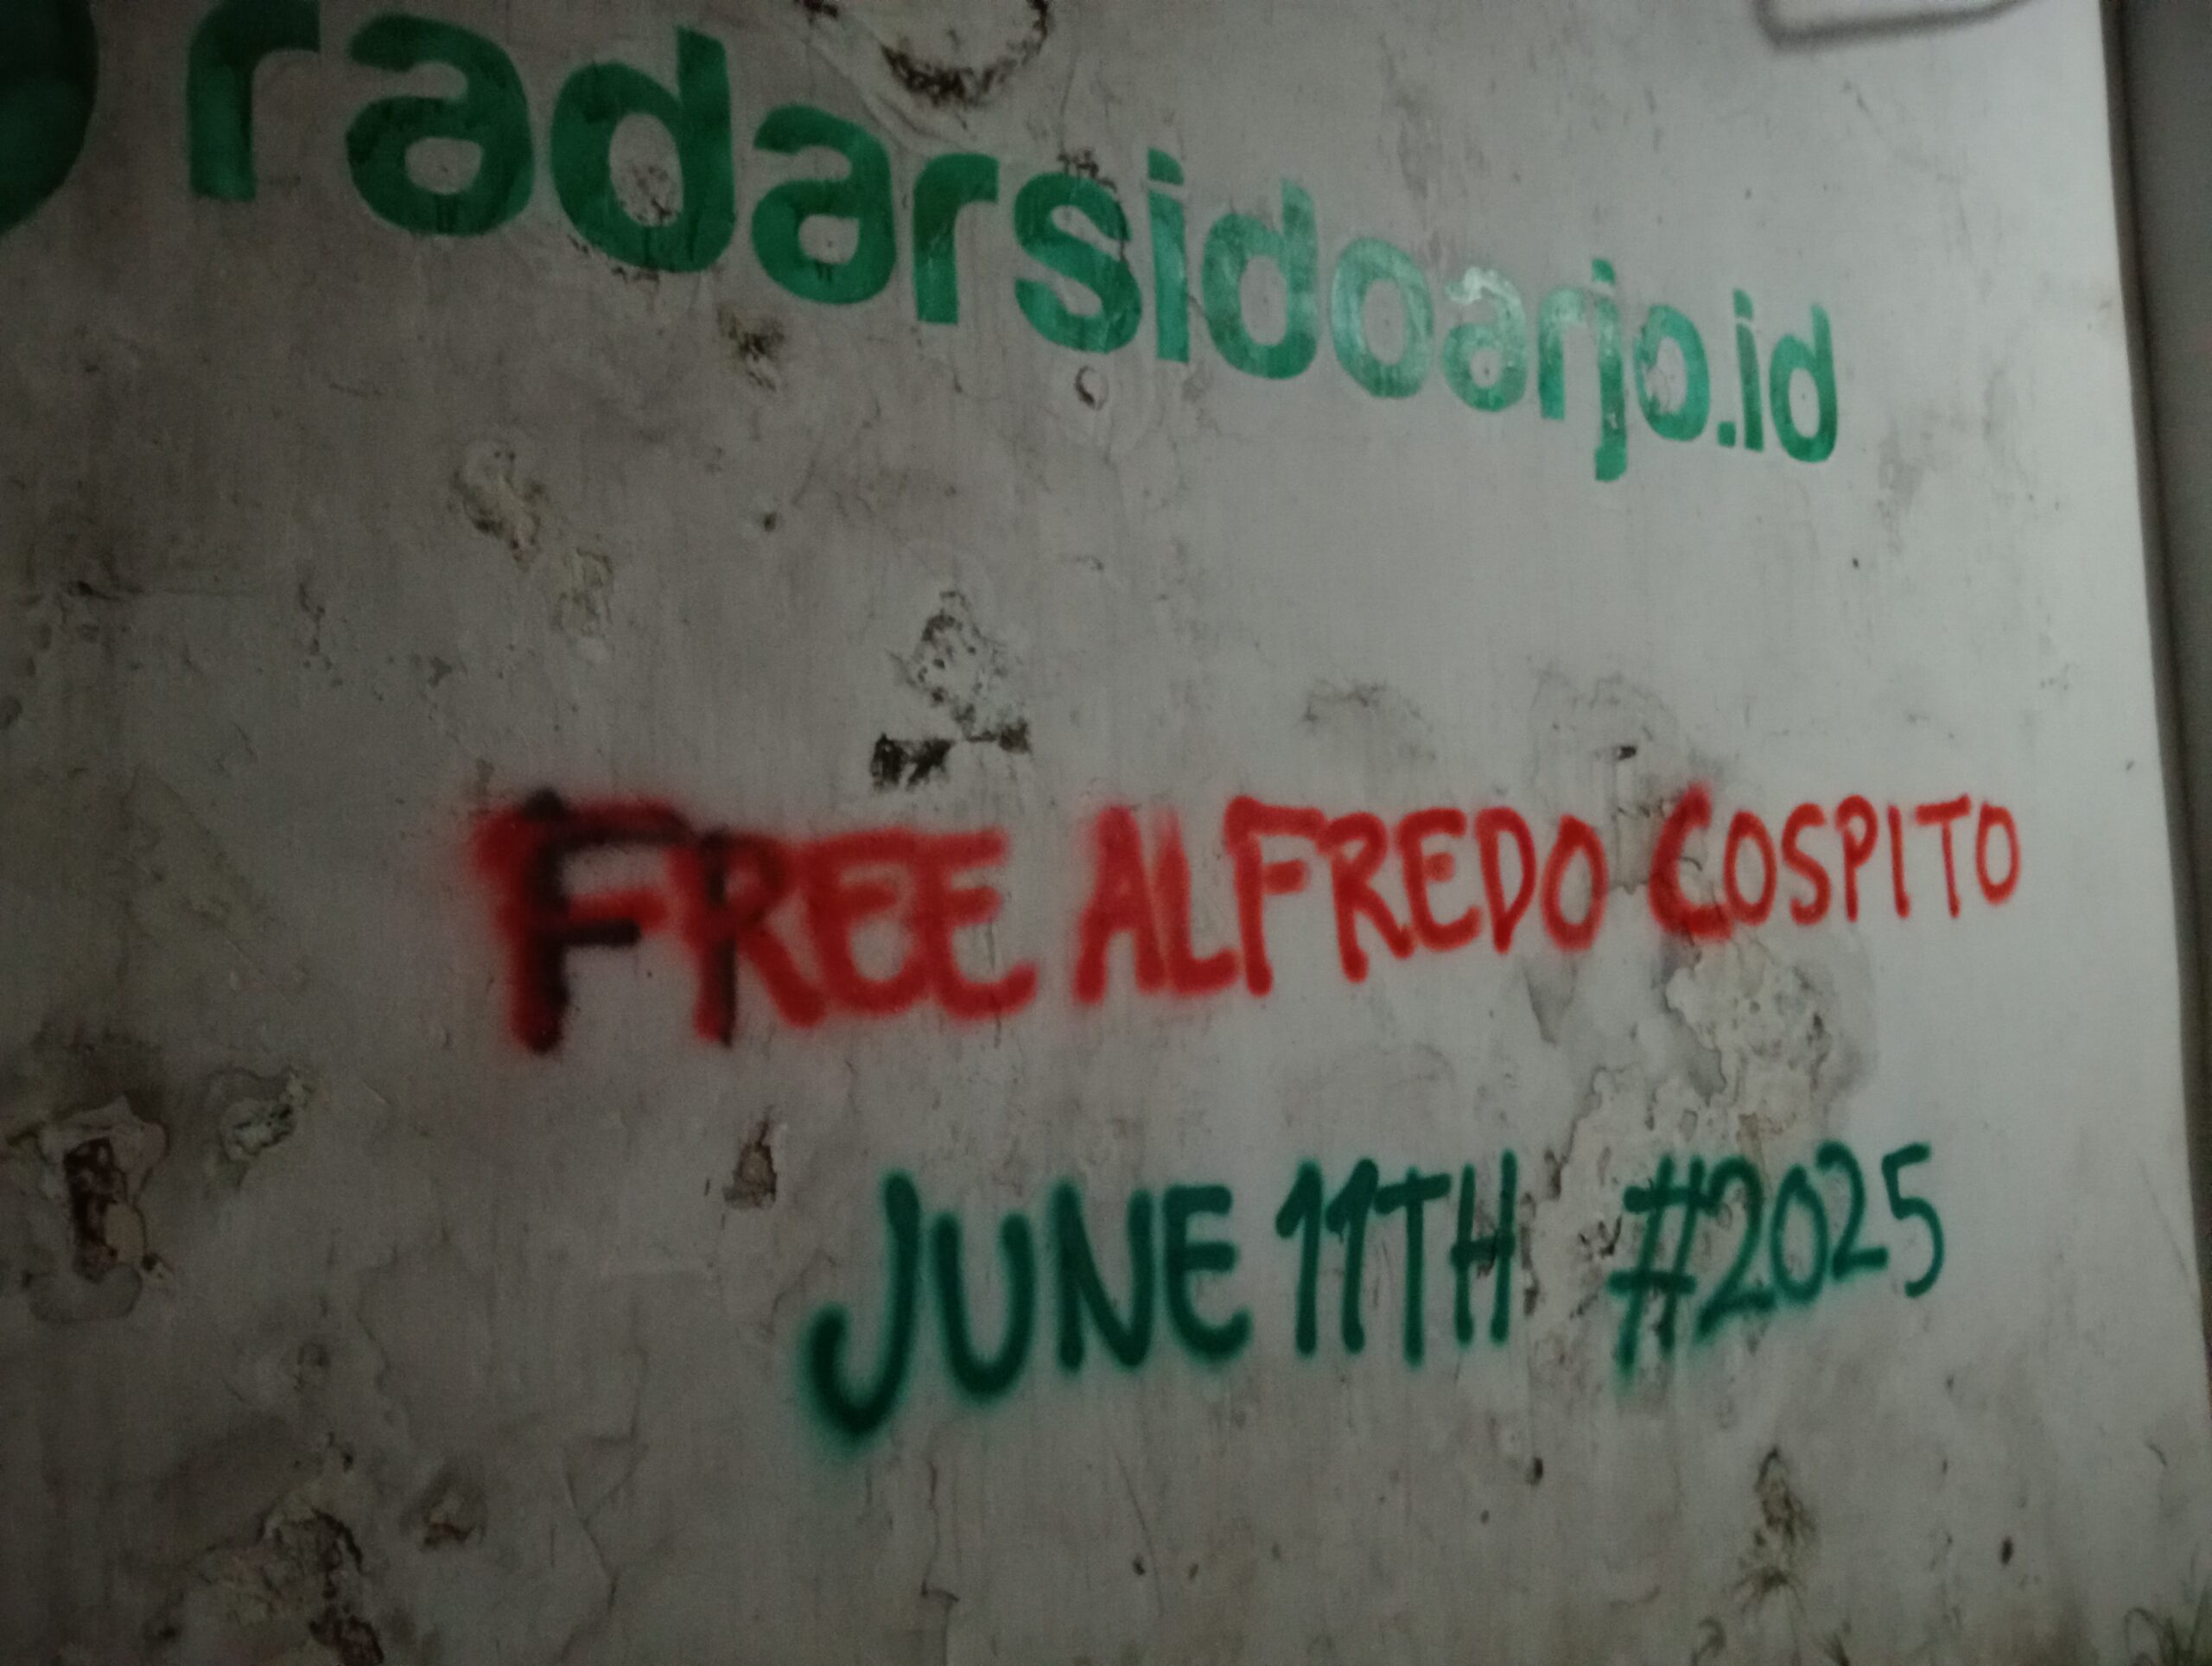 radarsidoarjo.id
FREE ALFREDO COSPITO
JUNE 11TH #2025